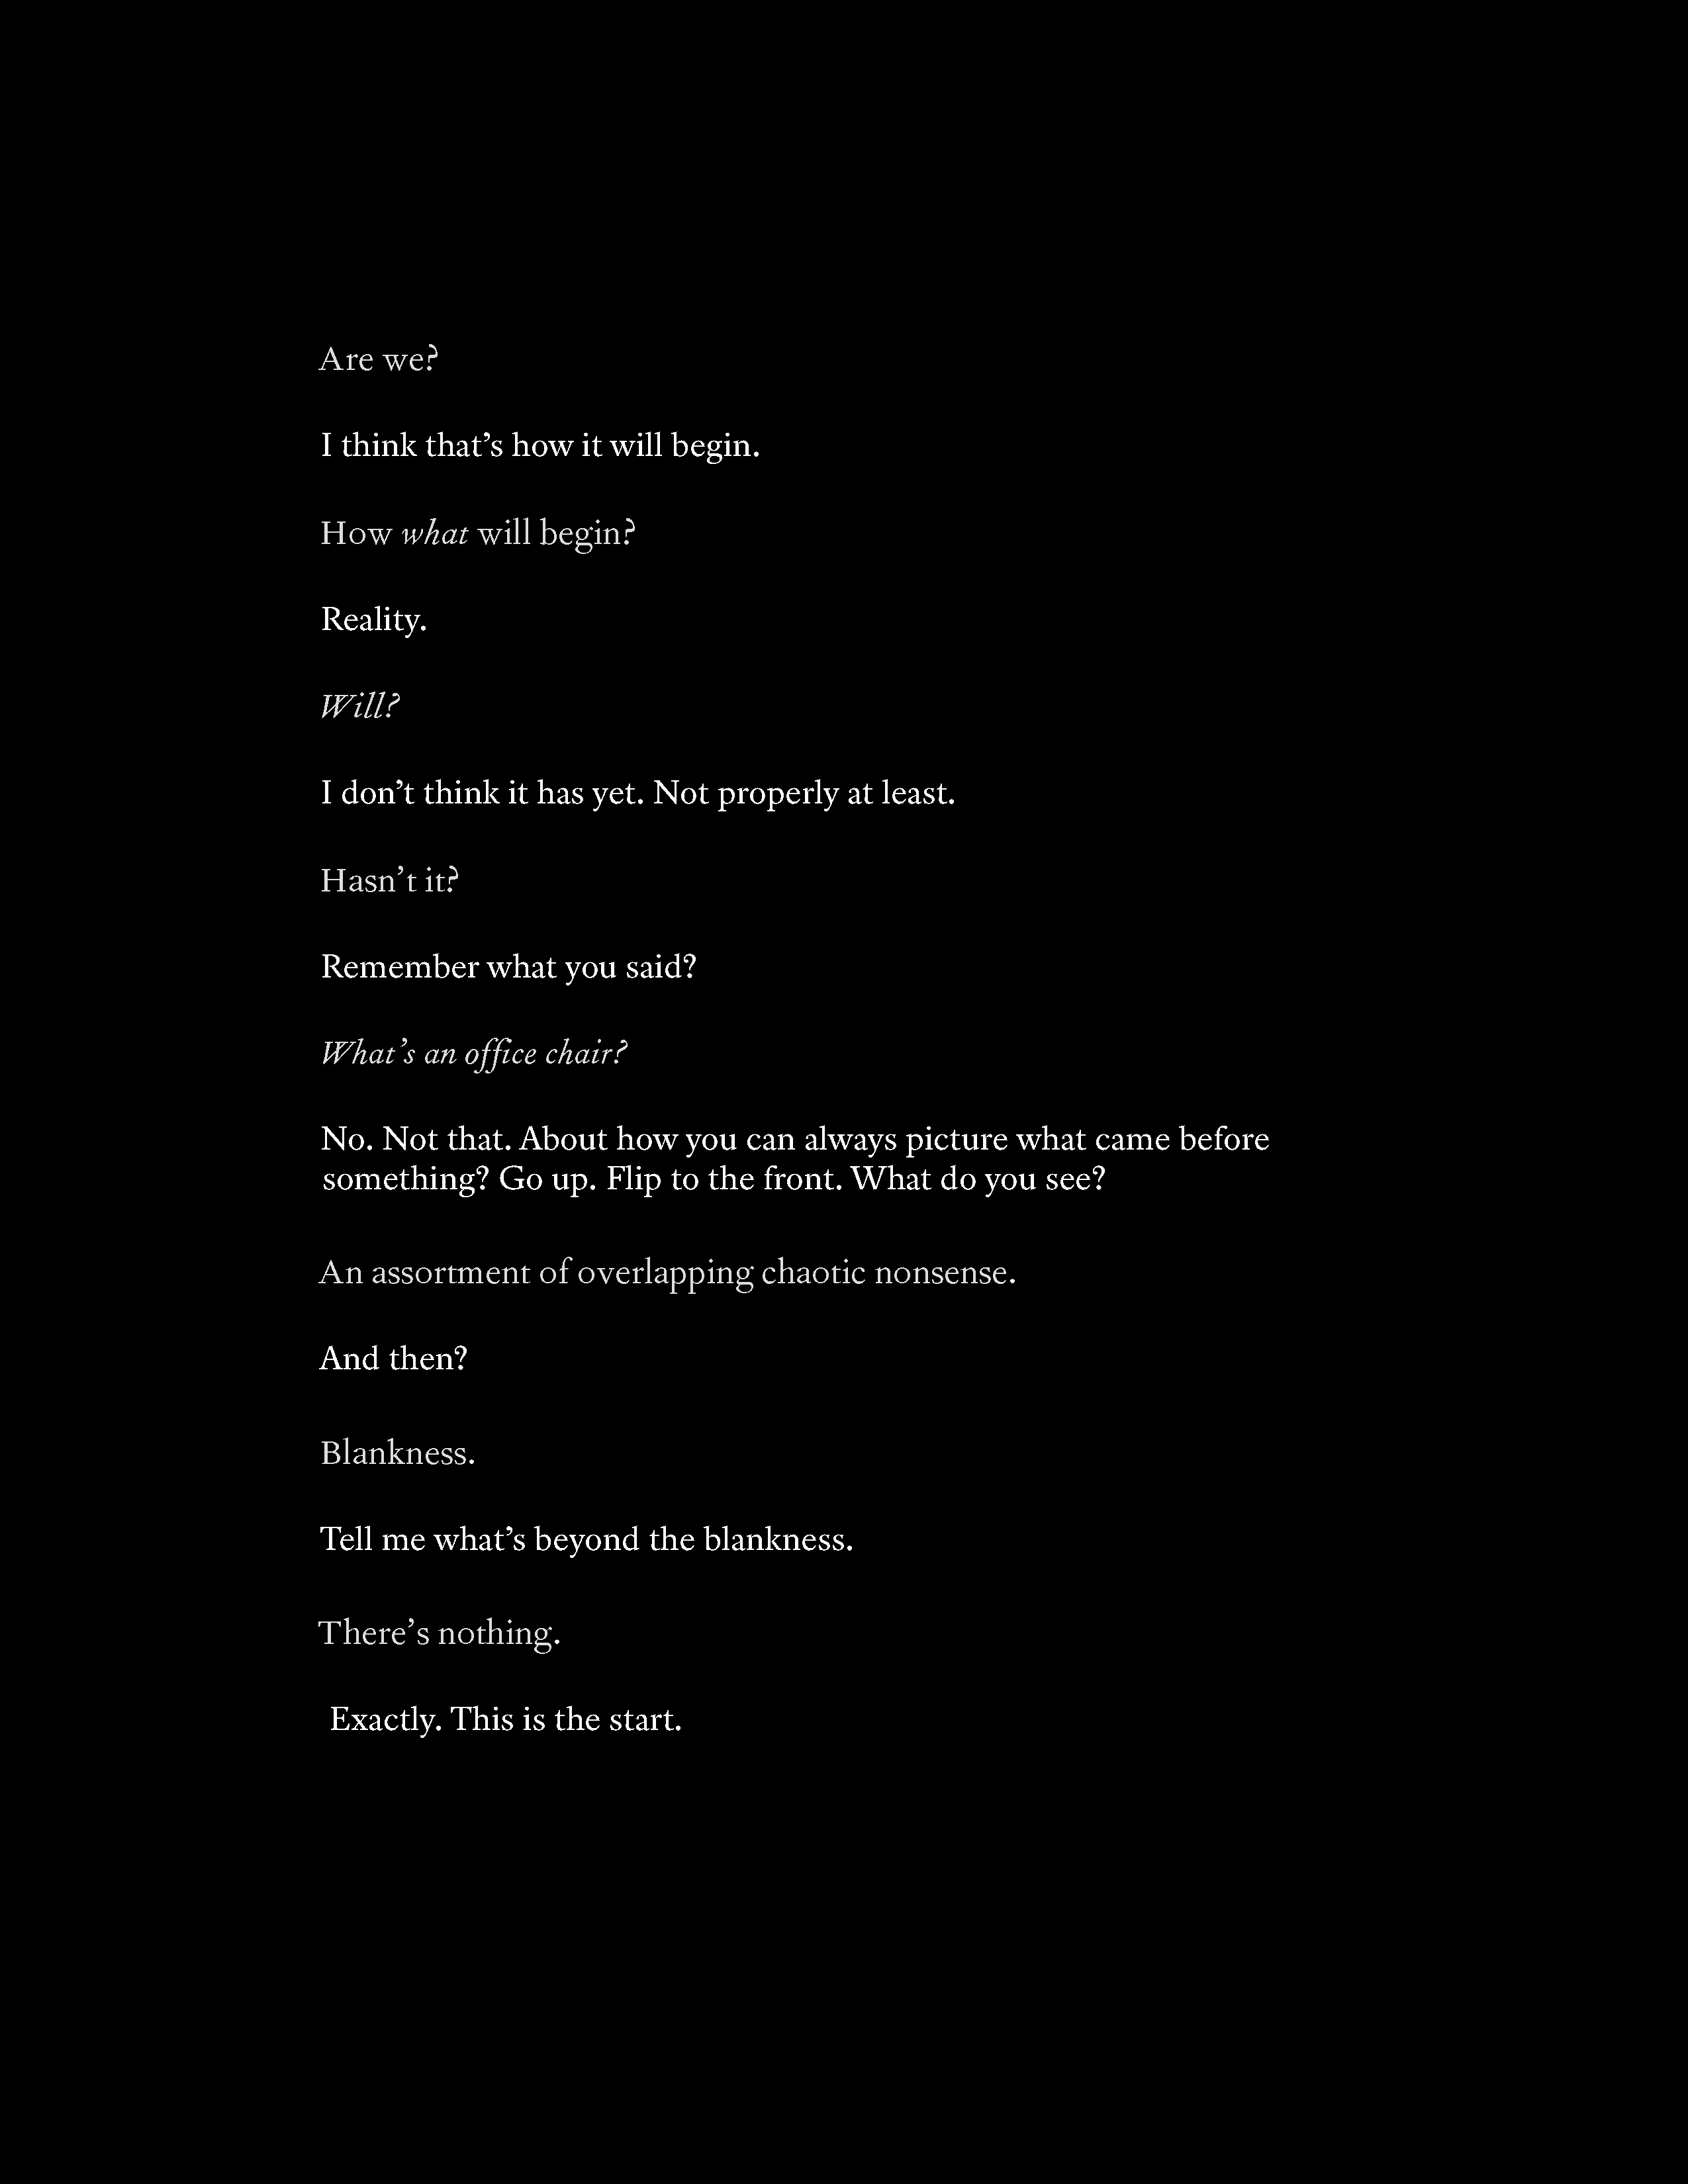 Are we?
I think that’s how it will begin.
How what will begin?
Reality.
Will?
I don’t think it has yet. Not properly at least.
Hasn’t it?
Remember what you said?
What’s an office chair?
No. Not that. About how you can always picture what came before
something? Go up. Flip to the front. What do you see?
An assortment of overlapping chaotic nonsense.
And then?
Blankness.
Tell me what’s beyond the blankness.
There’s nothing.
Exactly. This is the start.